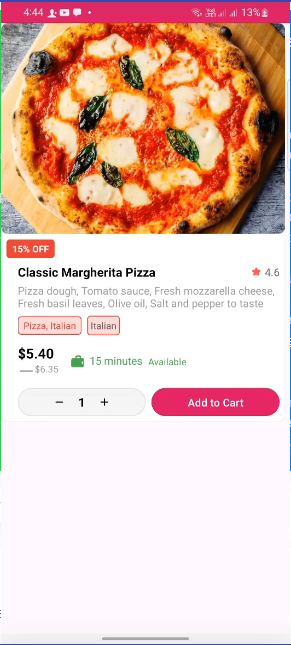 4:44 13%
15% OFF
Classic Margherita Pizza 4.6
Pizza dough, Tomato sauce, Fresh mozzarella cheese,
Fresh basil leaves, Olive oil, Salt and pepper to taste
Pizza, Italian Italian
$5.40 15 minutes Available
$6.35
− 1 + Add to Cart